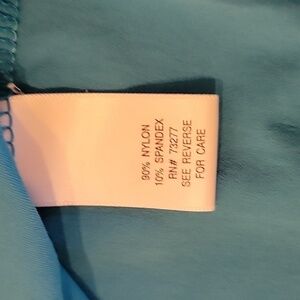 90% NYLON
10% SPANDEX
RN# 73277
SEE REVERSE
FOR CARE